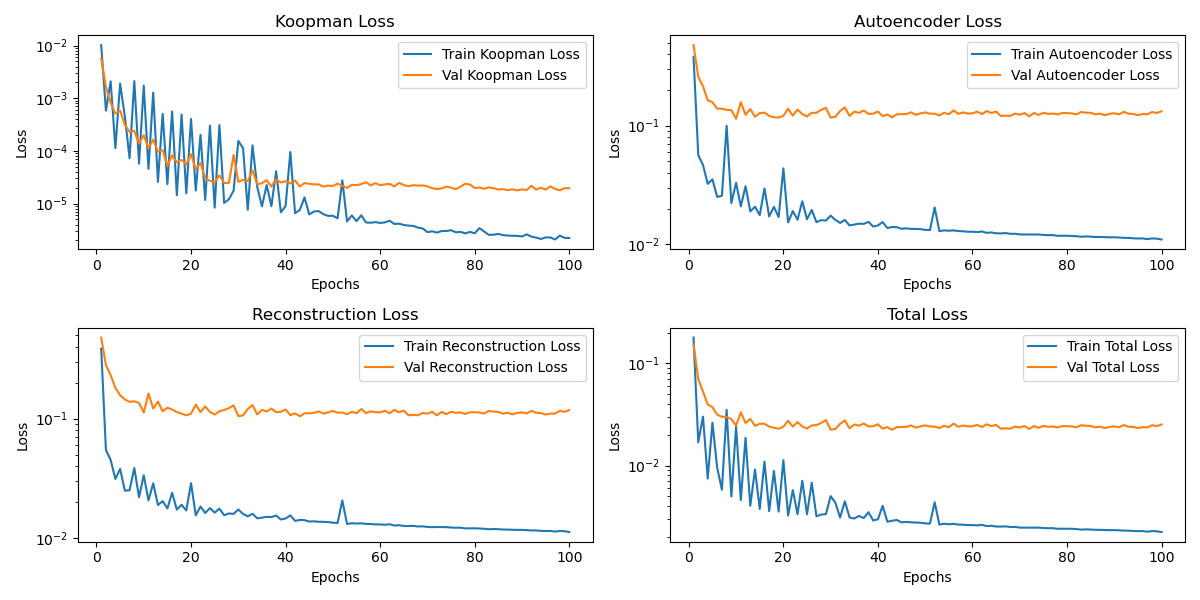 Koopman Loss
Loss
10⁻²
10⁻³
10⁻⁴
10⁻⁵
Train Koopman Loss
Val Koopman Loss
0 20 40 60 80 100
Epochs
Autoencoder Loss
Loss
10⁻¹
10⁻²
Train Autoencoder Loss
Val Autoencoder Loss
0 20 40 60 80 100
Epochs
Reconstruction Loss
Loss
10⁻¹
10⁻²
Train Reconstruction Loss
Val Reconstruction Loss
0 20 40 60 80 100
Epochs
Total Loss
Loss
10⁻¹
10⁻²
Train Total Loss
Val Total Loss
0 20 40 60 80 100
Epochs